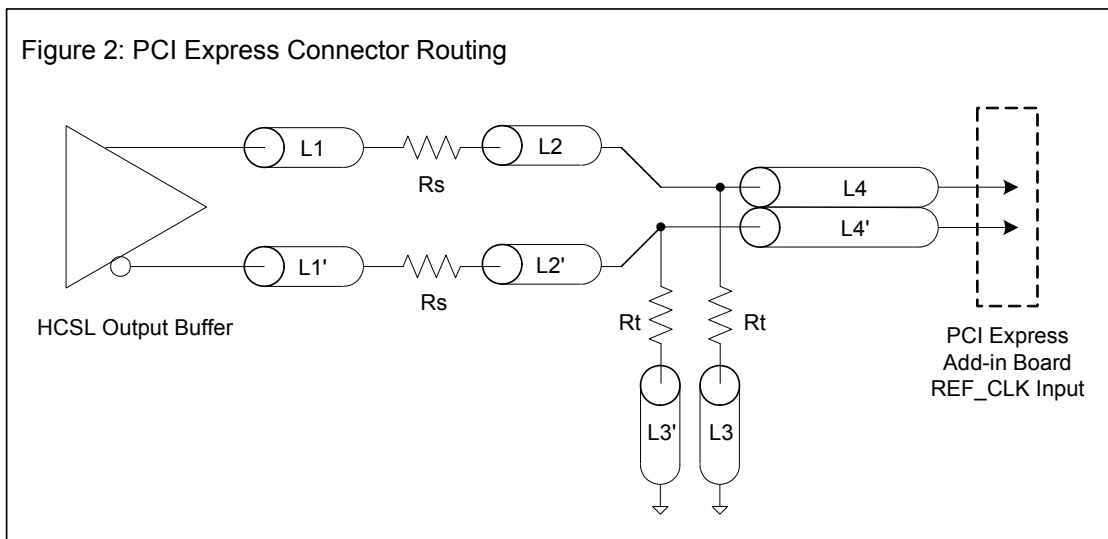 Figure 2: PCI Express Connector Routing
L1
Rs
L2
L4
L4'
L1'
Rs
L2'
HCSL Output Buffer
Rt
Rt
L3'
L3
PCI Express
Add-in Board
REF_CLK Input